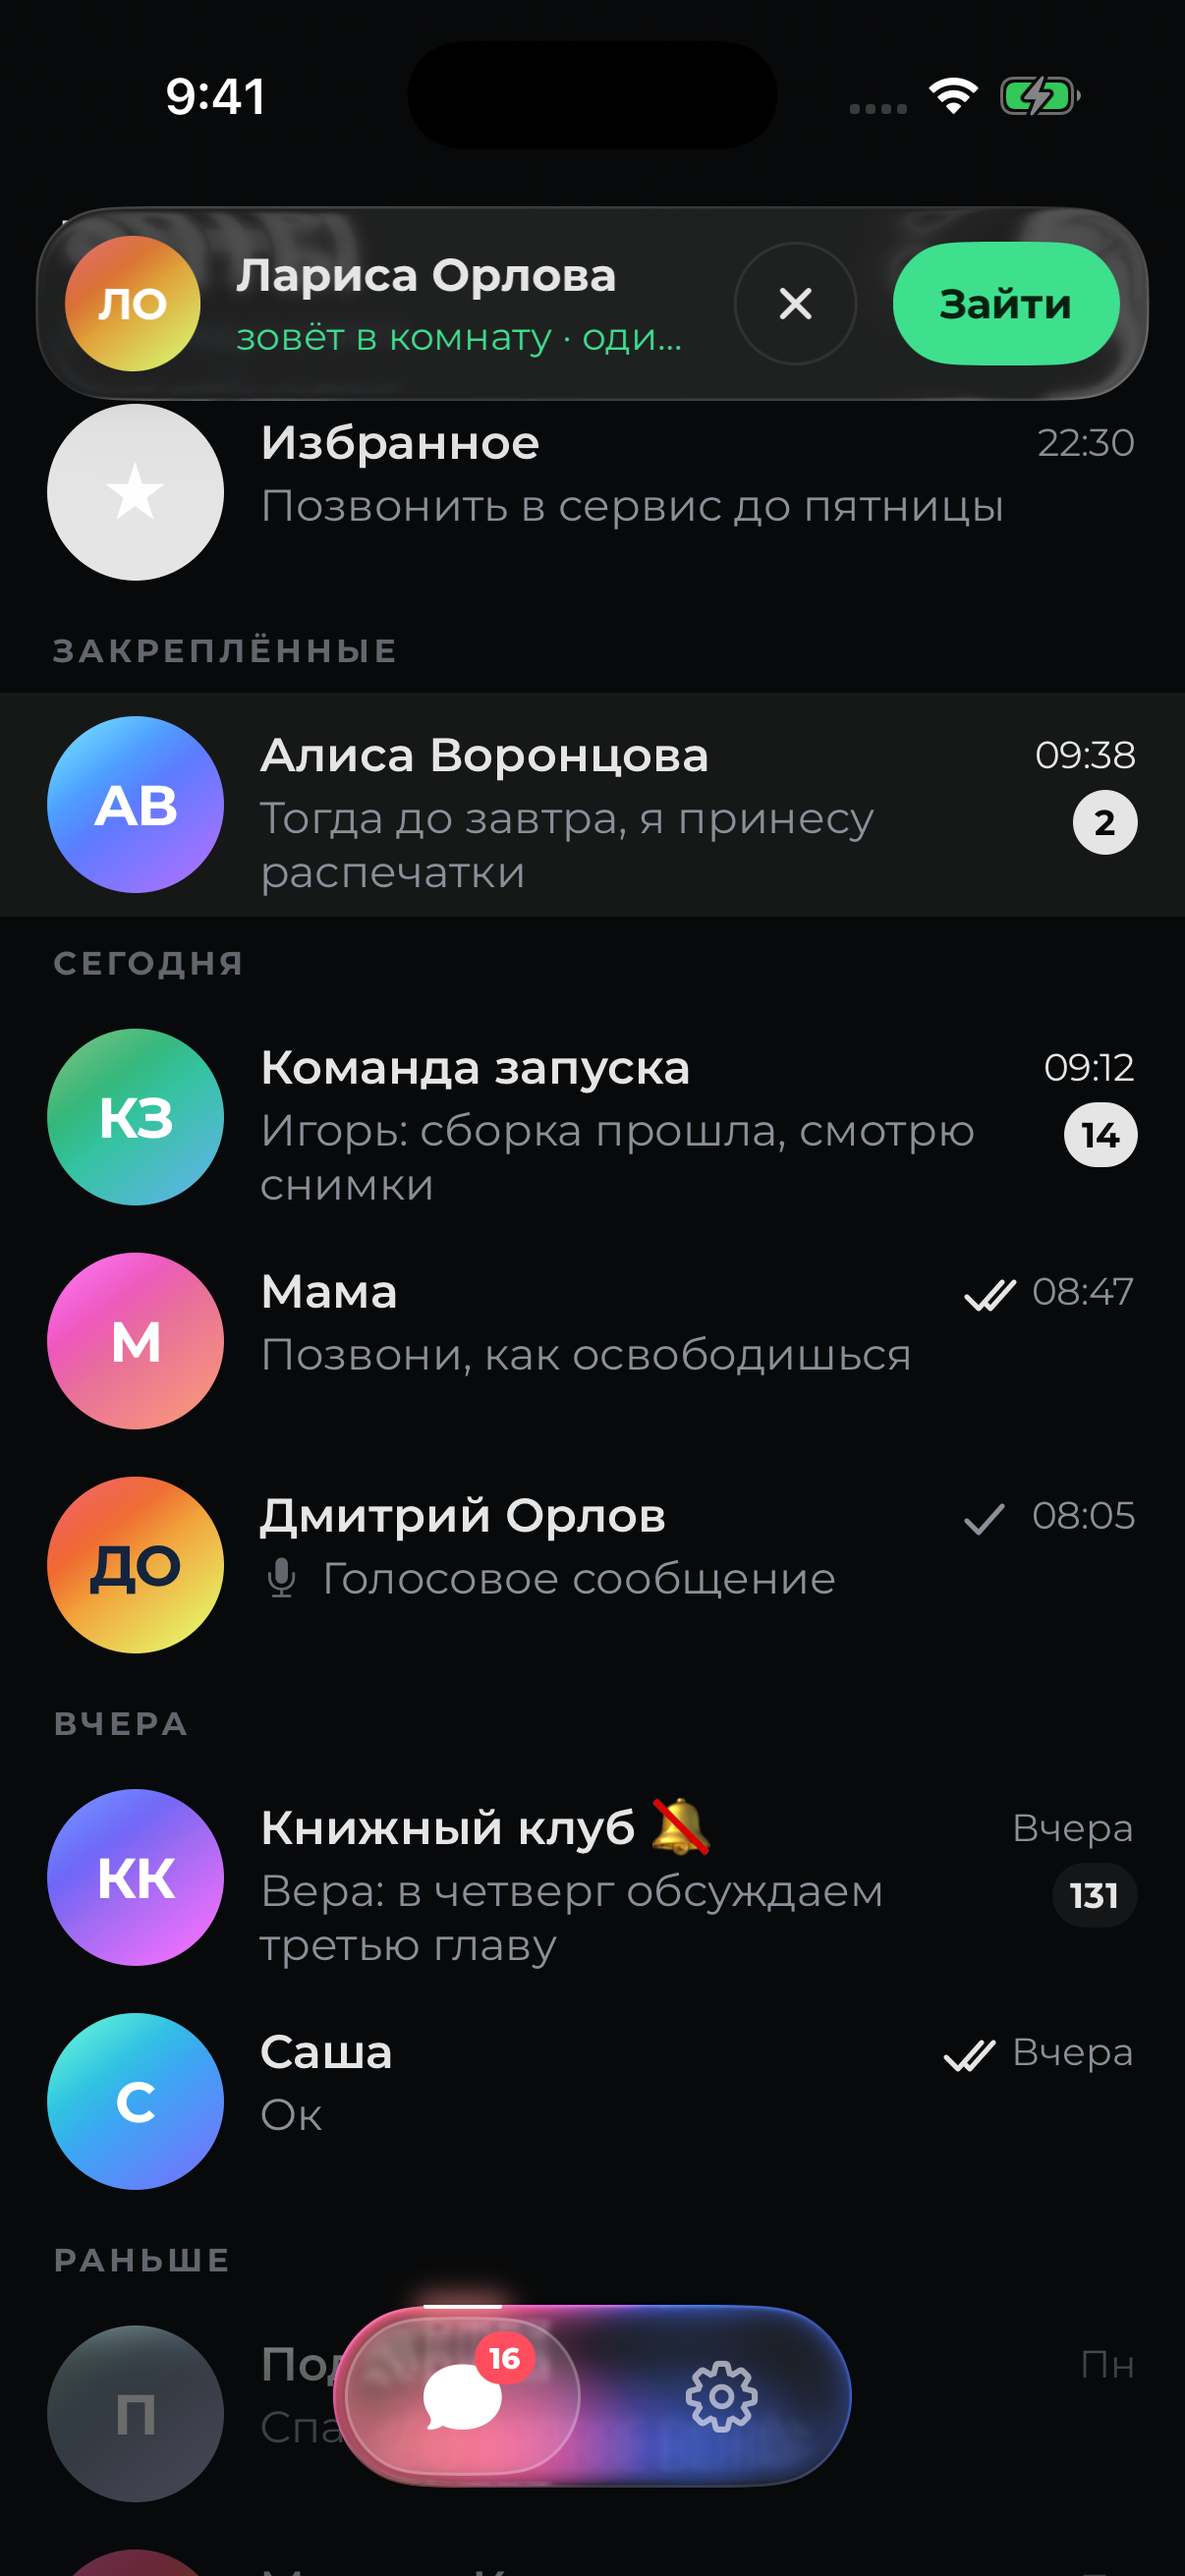 9:41
ЛО
Лариса Орлова
зовёт в комнату · оди...
Зайти
Избранное
22:30
Позвонить в сервис до пятницы
ЗАКРЕПЛЁННЫЕ
АВ
Алиса Воронцова
09:38
Тогда до завтра, я принесу
2
распечатки
СЕГОДНЯ
КЗ
Команда запуска
09:12
Игорь: сборка прошла, смотрю
14
снимки
М
Мама
08:47
Позвони, как освободишься
ДО
Дмитрий Орлов
08:05
Голосовое сообщение
ВЧЕРА
КК
Книжный клуб
Вчера
Вера: в четверг обсуждаем
131
третью главу
С
Саша
Вчера
Ок
РАНЬШЕ
П
Пн
16